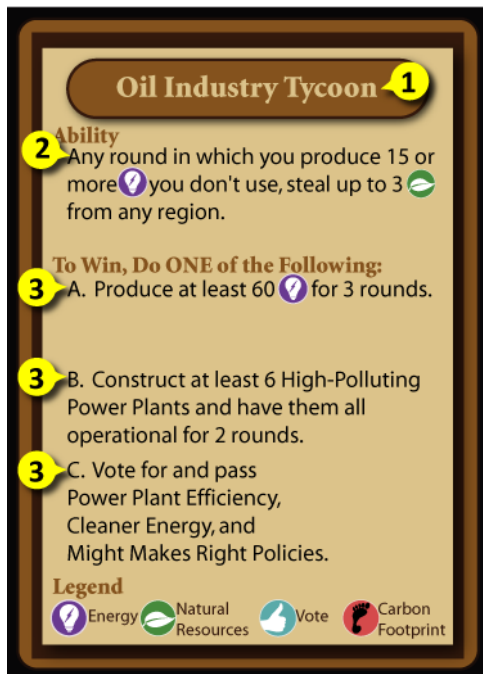 Oil Industry Tycoon
1
Ability
2
Any round in which you produce 15 or
more you don't use, steal up to 3
from any region.
To Win, Do ONE of the Following:
3
A. Produce at least 60 for 3 rounds.
3
B. Construct at least 6 High-Polluting
Power Plants and have them all
operational for 2 rounds.
3
C. Vote for and pass
Power Plant Efficiency,
Cleaner Energy, and
Might Makes Right Policies.
Legend
Energy Natural Resources Vote Carbon Footprint